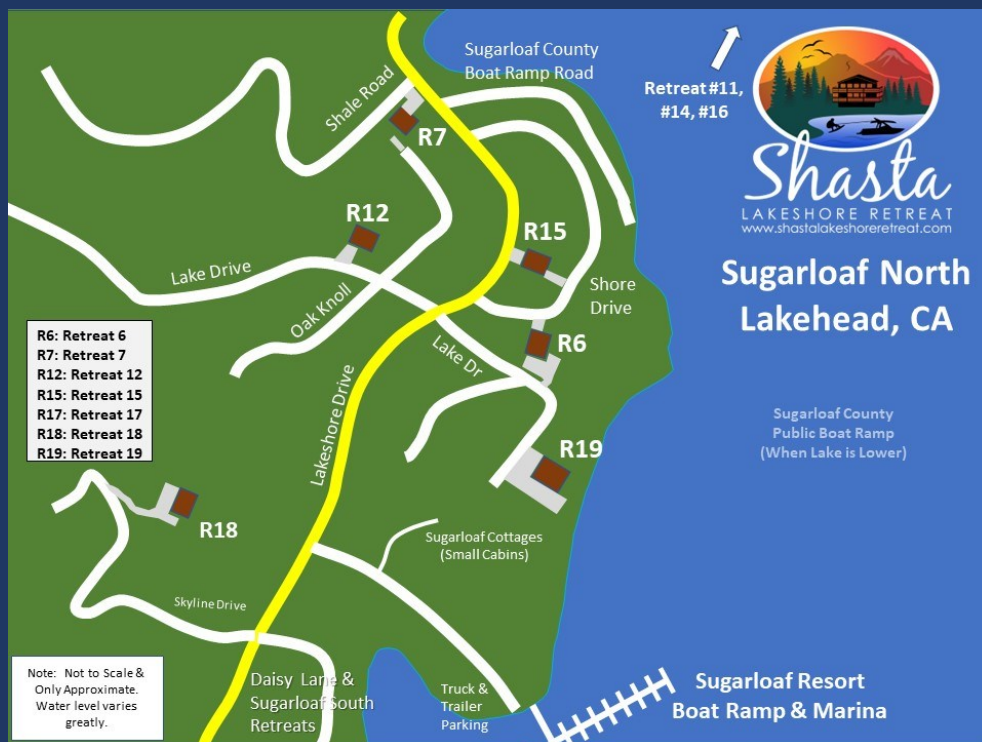 Sugarloaf County
Boat Ramp Road
Retreat #11,
#14, #16
Shasta
LAKESHORE RETREAT
www.shastalakeshoreretreat.com
Sugarloaf North
Lakehead, CA
Shale Road
R7
R12
R15
Lake Drive
Oak Knoll
Shore
Drive
R6: Retreat 6
R7: Retreat 7
R12: Retreat 12
R15: Retreat 15
R17: Retreat 17
R18: Retreat 18
R19: Retreat 19
Lake Dr
R6
Lakeshore Drive
Sugarloaf County
Public Boat Ramp
(When Lake is Lower)
R19
R18
Sugarloaf Cottages
(Small Cabins)
Skyline Drive
Note: Not to Scale &
Only Approximate.
Water level varies
greatly.
Daisy Lane &
Sugarloaf South
Retreats
Truck &
Trailer
Parking
Sugarloaf Resort
Boat Ramp & Marina